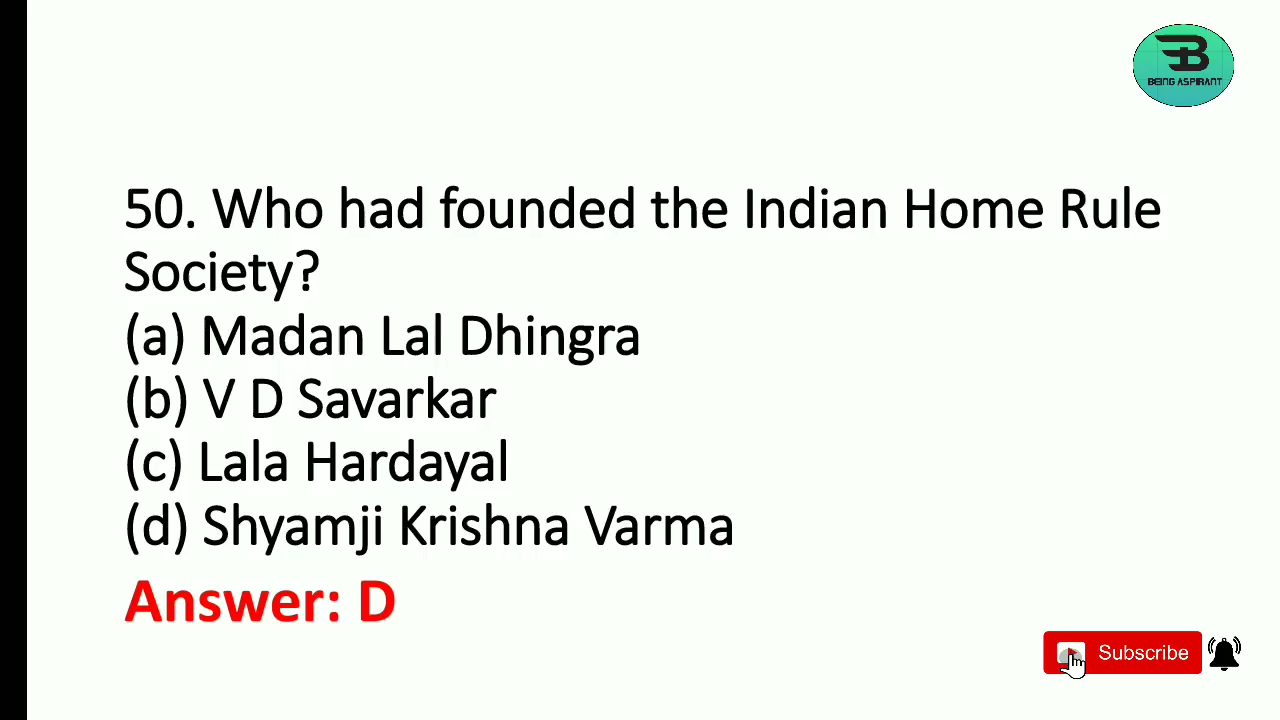 BEING ASPIRANT
50. Who had founded the Indian Home Rule
Society?
(a) Madan Lal Dhingra
(b) V D Savarkar
(c) Lala Hardayal
(d) Shyamji Krishna Varma
Answer: D
Subscribe